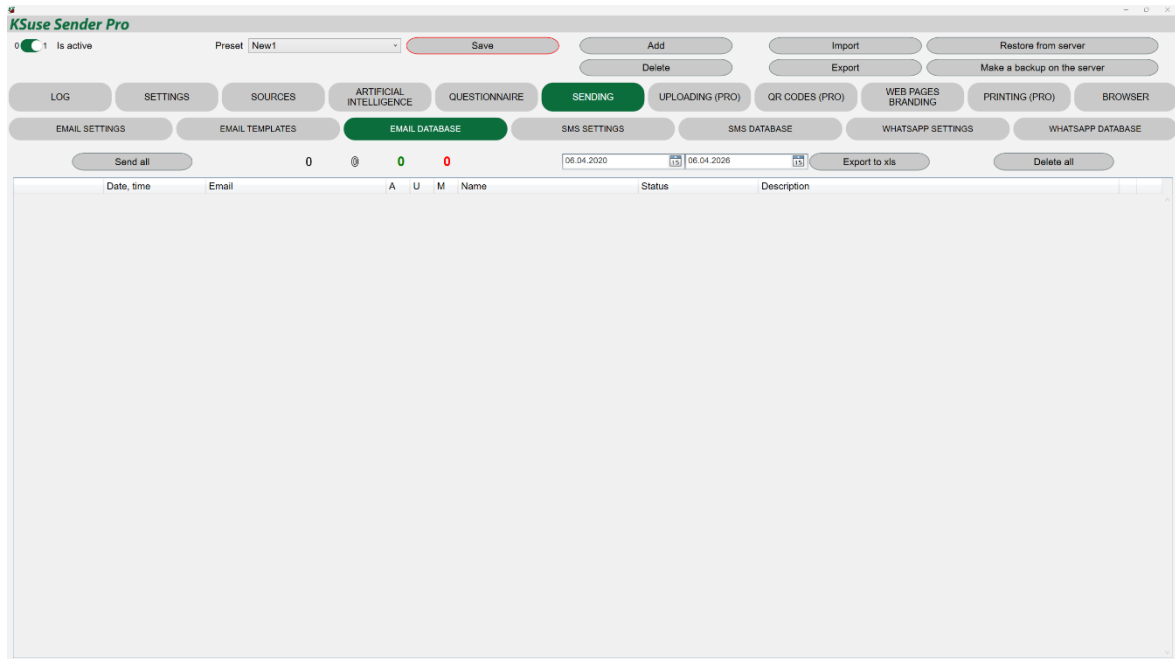 KSuse Sender Pro
0 1 Is active Preset New1 Save Add Import Restore from server
Delete Export Make a backup on the server
LOG SETTINGS SOURCES ARTIFICIAL INTELLIGENCE QUESTIONNAIRE SENDING UPLOADING (PRO) QR CODES (PRO) WEB PAGES BRANDING PRINTING (PRO) BROWSER
EMAIL SETTINGS EMAIL TEMPLATES EMAIL DATABASE SMS SETTINGS SMS DATABASE WHATSAPP SETTINGS WHATSAPP DATABASE
Send all 0 @ 0 0 06.04.2020 15 06.04.2026 15 Export to xls Delete all
Date, time Email A U M Name Status Description